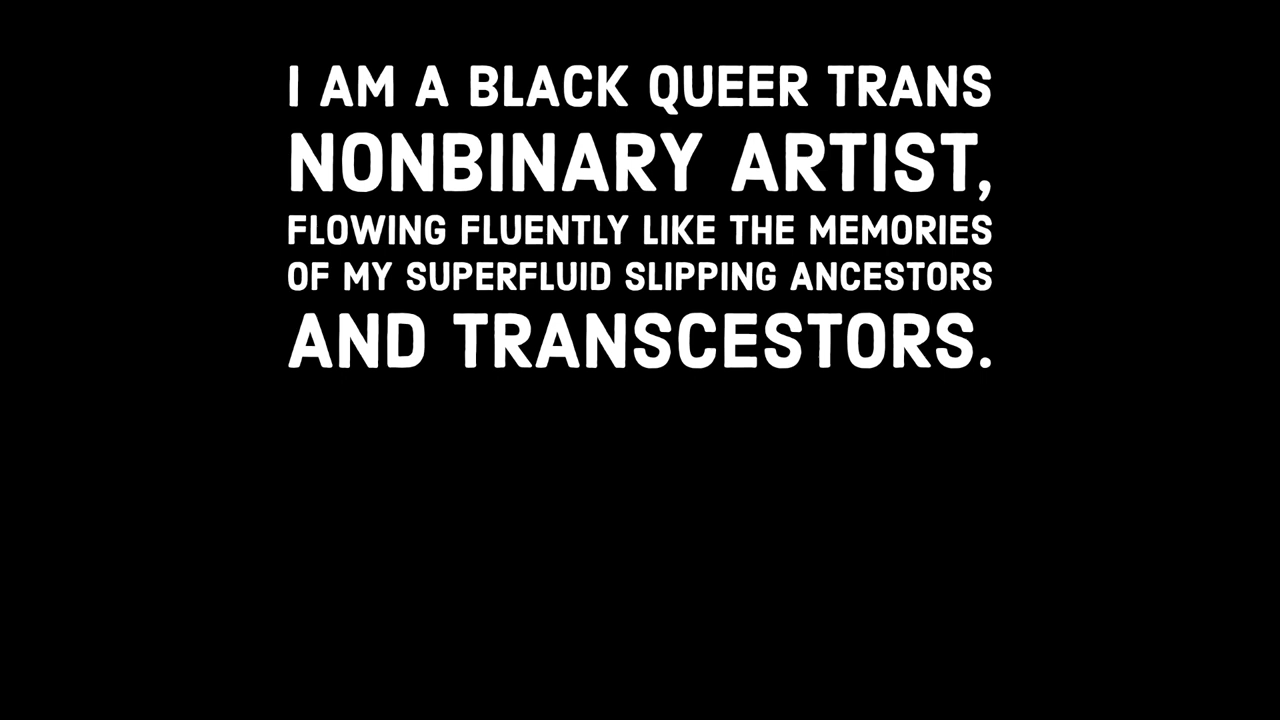 I AM A BLACK QUEER TRANS
NONBINARY ARTIST,
FLOWING FLUENTLY LIKE THE MEMORIES
OF MY SUPERFLUID SLIPPING ANCESTORS
AND TRANSCESTORS.